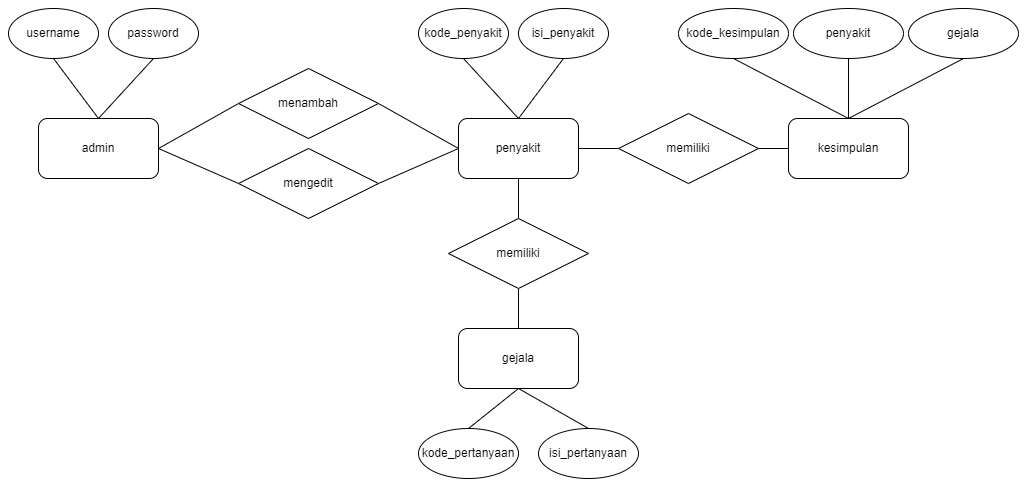 username
password
kode_penyakit
isi_penyakit
kode_kesimpulan
penyakit
gejala
menambah
admin
penyakit
memiliki
kesimpulan
mengedit
memiliki
gejala
kode_pertanyaan
isi_pertanyaan